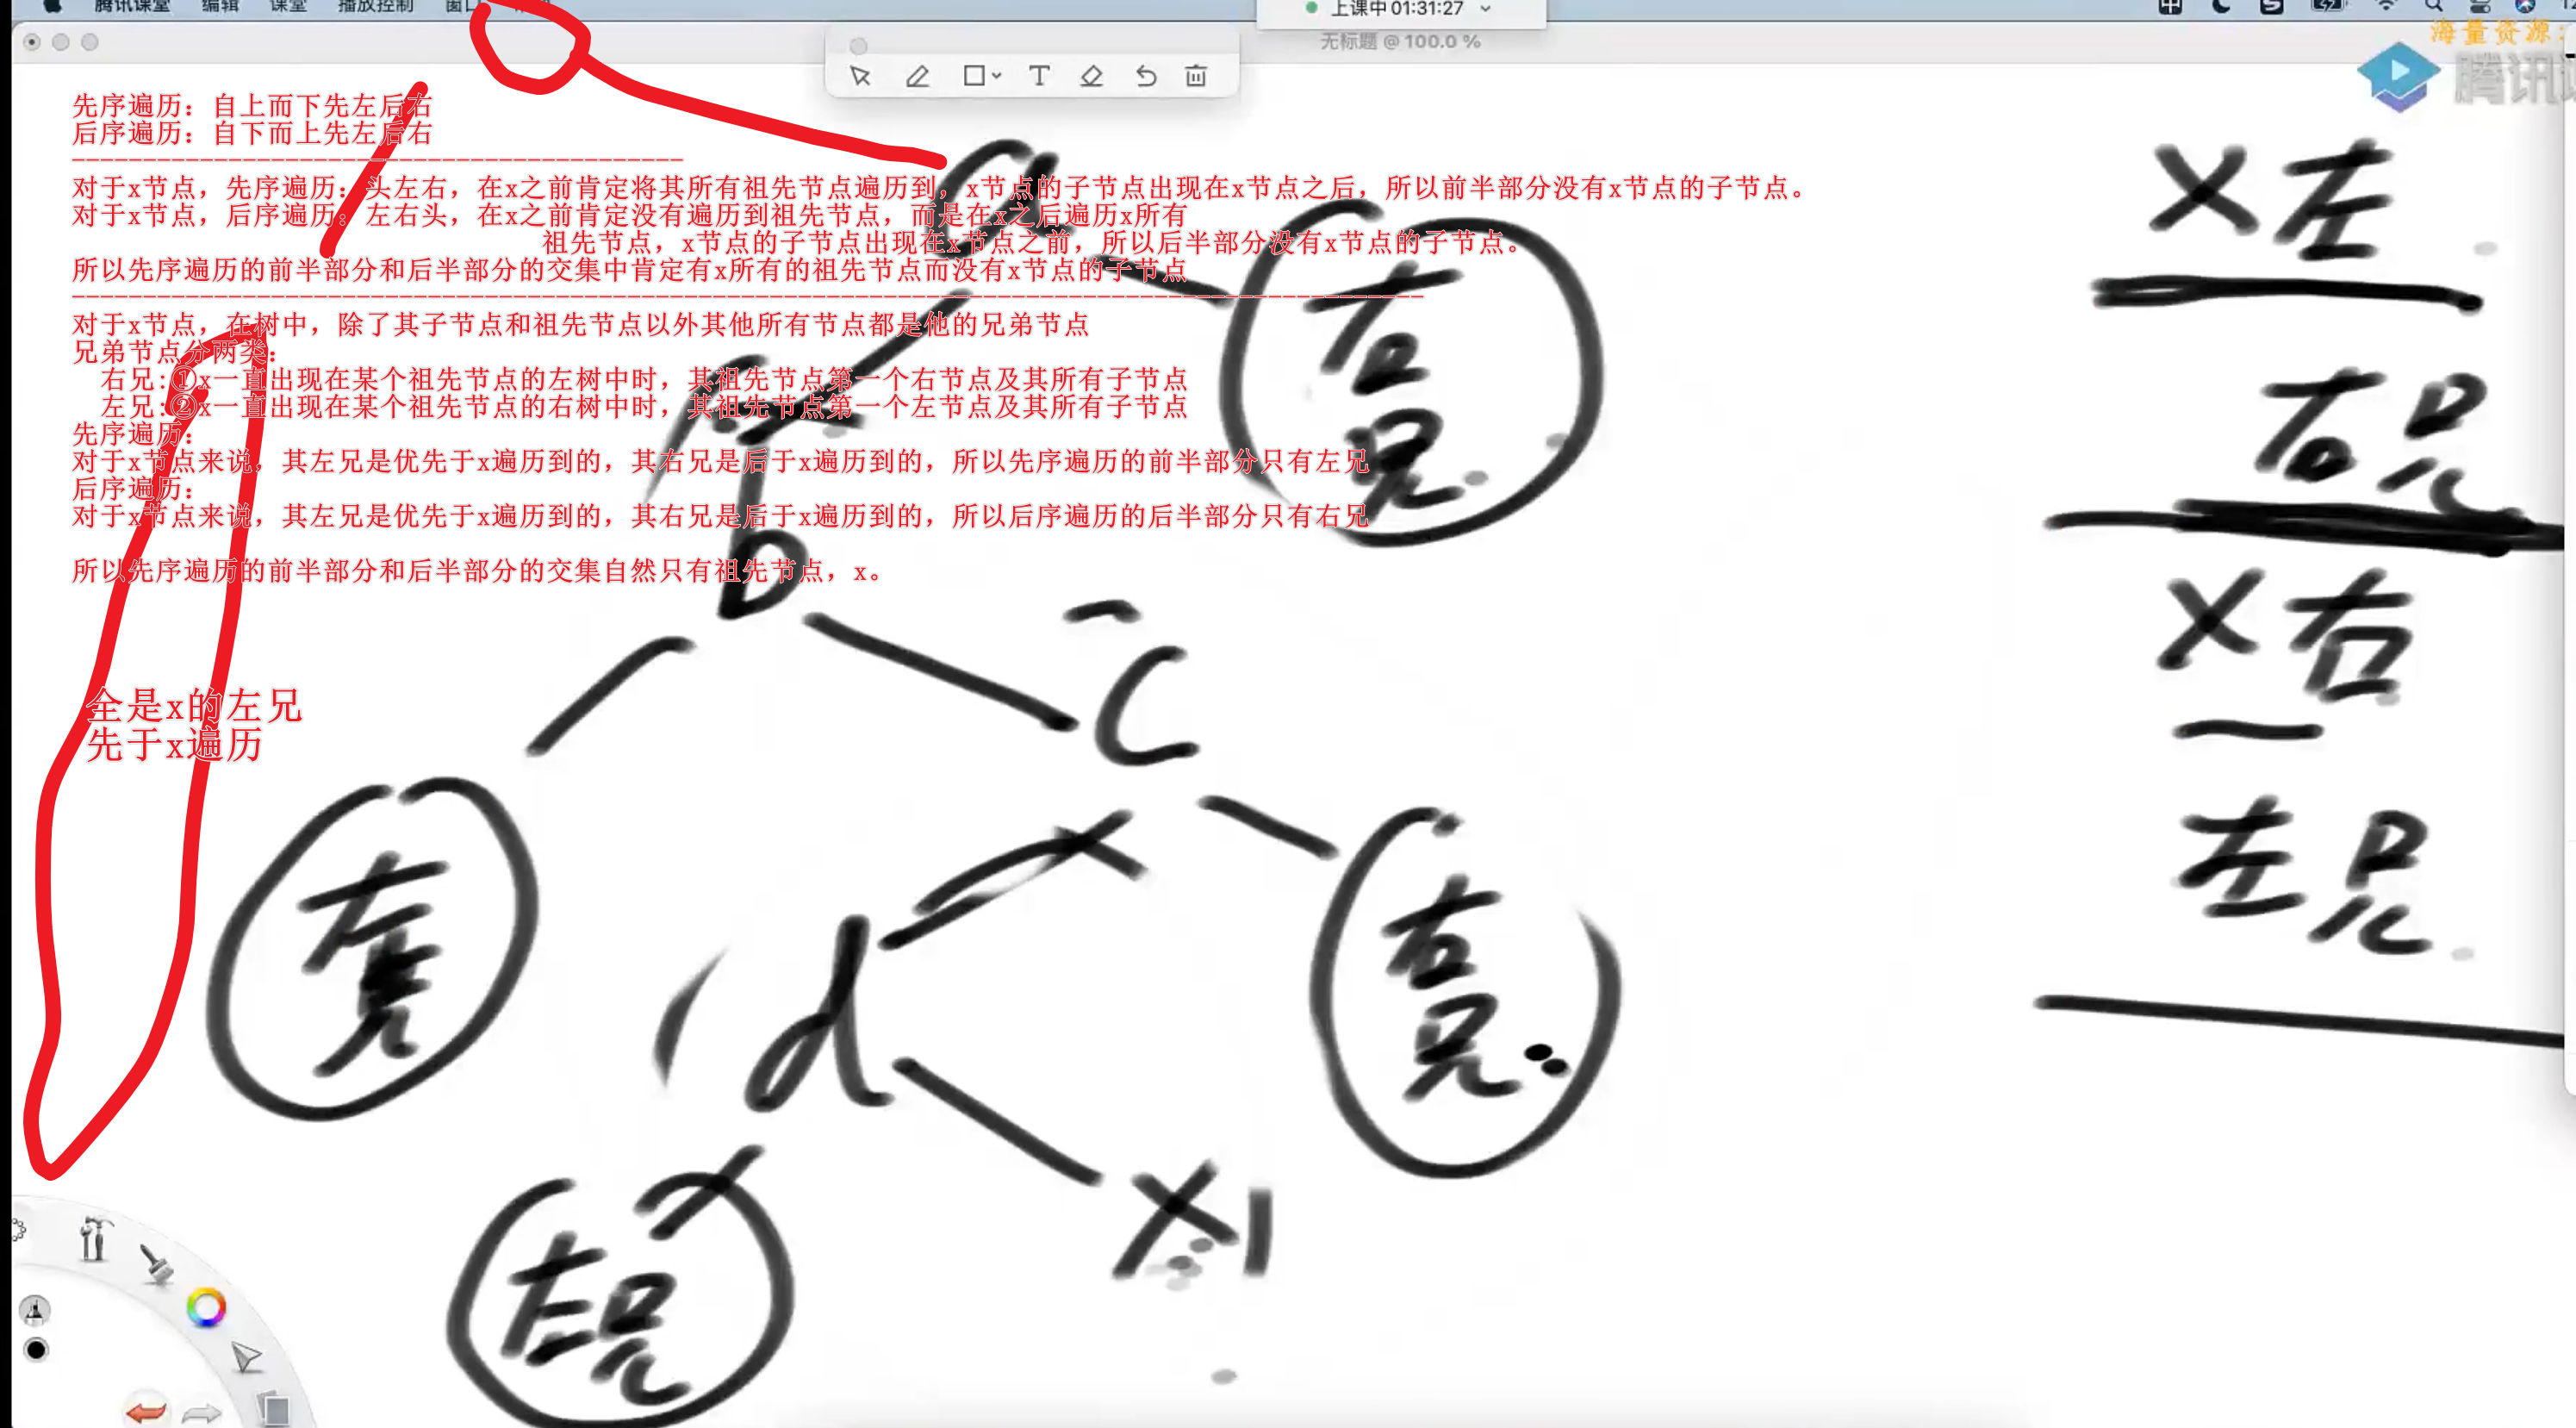 腾讯课堂 编辑 课堂 播放控制
上课中 01:31:27
无标题 @ 100.0 %
海量资源:
腾讯课
先序遍历: 自上而下先左后右
后序遍历: 自下而上先左后右
对于x节点, 先序遍历: 头左右, 在x之前肯定将其所有祖先节点遍历到, x节点的子节点出现在x节点之后, 所以前半部分没有x节点的子节点。
对于x节点, 后序遍历: 左右头, 在x之前肯定没有遍历到祖先节点, 而是在x之后遍历x所有
祖先节点, x节点的子节点出现在x节点之前, 所以后半部分没有x节点的子节点。
所以先序遍历的前半部分和后半部分的交集中肯定有x所有的祖先节点而没有x节点的子节点
对于x节点, 在树中, 除了其子节点和祖先节点以外其他所有节点都是他的兄弟节点
兄弟节点分两类:
右兄:①x一直出现在某个祖先节点的左树中时, 其祖先节点第一个右节点及其所有子节点
左兄:②x一直出现在某个祖先节点的右树中时, 其祖先节点第一个左节点及其所有子节点
先序遍历:
对于x节点来说, 其左兄是优先于x遍历到的, 其右兄是后于x遍历到的, 所以先序遍历的前半部分只有左兄
后序遍历:
对于x节点来说, 其左兄是优先于x遍历到的, 其右兄是后于x遍历到的, 所以后序遍历的后半部分只有右兄
所以先序遍历的前半部分和后半部分的交集自然只有祖先节点, x。
全是x的左兄
先于x遍历
a
右兄
b
c
左兄
d
右兄
左兄
X
X左
右兄
X右
左兄